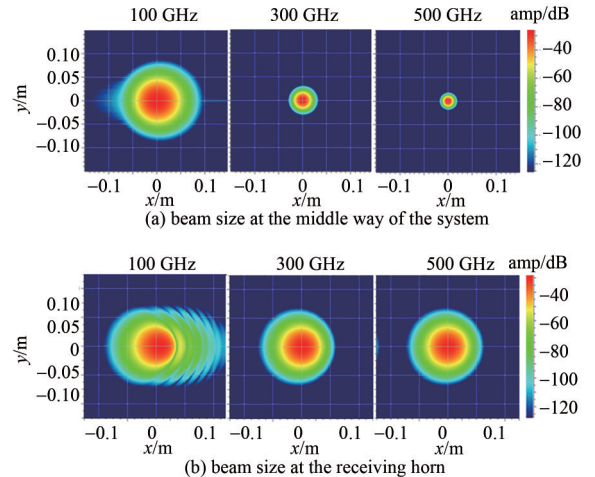 100 GHz 300 GHz 500 GHz amp/dB
0.10
0.05
0
−0.05
−0.10
y/m
−40
−60
−80
−100
−120
−0.1 0 0.1 −0.1 0 0.1 −0.1 0 0.1
x/m x/m x/m
(a) beam size at the middle way of the system
100 GHz 300 GHz 500 GHz amp/dB
0.10
0.05
0
−0.05
−0.10
y/m
−40
−60
−80
−100
−120
−0.1 0 0.1 −0.1 0 0.1 −0.1 0 0.1
x/m x/m x/m
(b) beam size at the receiving horn